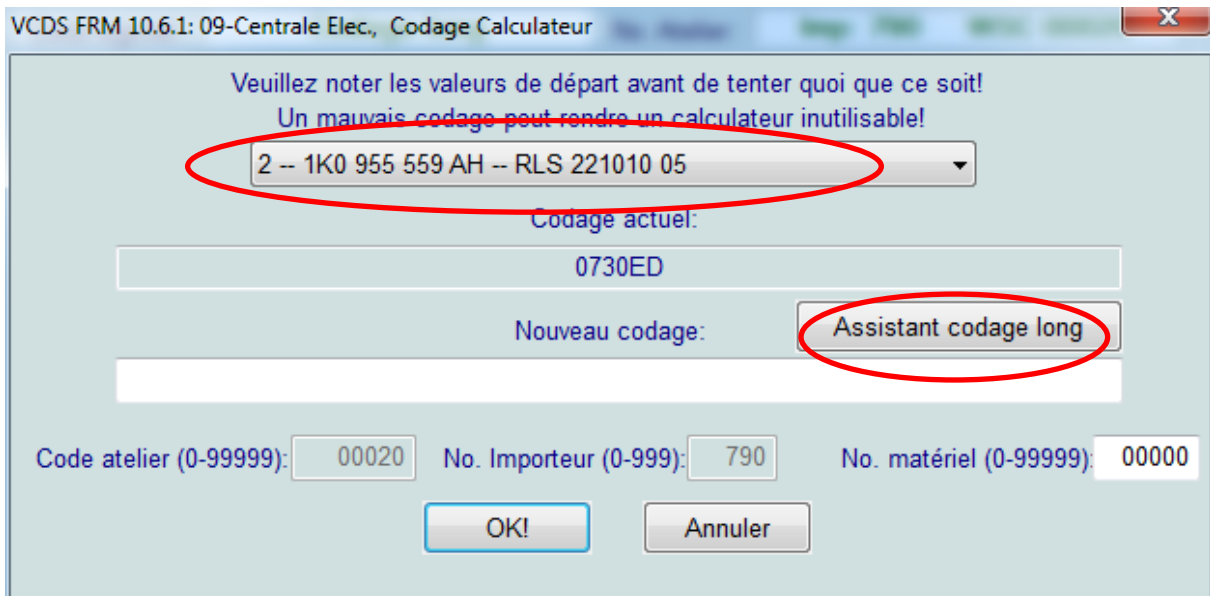 VCDS FRM 10.6.1: 09-Centrale Elec., Codage Calculateur
Veuillez noter les valeurs de départ avant de tenter quoi que ce soit!
Un mauvais codage peut rendre un calculateur inutilisable!
2 -- 1K0 955 559 AH -- RLS 221010 05
Codage actuel:
0730ED
Nouveau codage: Assistant codage long
Code atelier (0-99999): 00020 No. Importeur (0-999): 790 No. matériel (0-99999): 00000
OK! Annuler